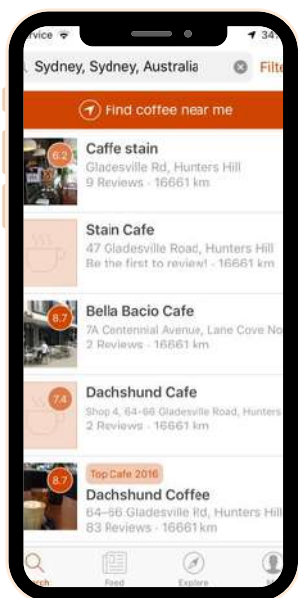 rvice
34
Sydney, Sydney, Australia
Filte
Find coffee near me
6.2
Caffe stain
Gladesville Rd, Hunters Hill
9 Reviews · 16661 km
Stain Cafe
47 Gladesville Road, Hunters Hill
Be the first to review! · 16661 km
8.7
Bella Bacio Cafe
7A Centennial Avenue, Lane Cove No
2 Reviews · 16661 km
7.4
Dachshund Cafe
Shop 4, 64-66 Gladesville Road, Hunters
2 Reviews · 16661 km
Top Cafe 2016
8.7
Dachshund Coffee
64-66 Gladesville Rd, Hunters Hill
83 Reviews · 16661 km
arch
Feed
Explore